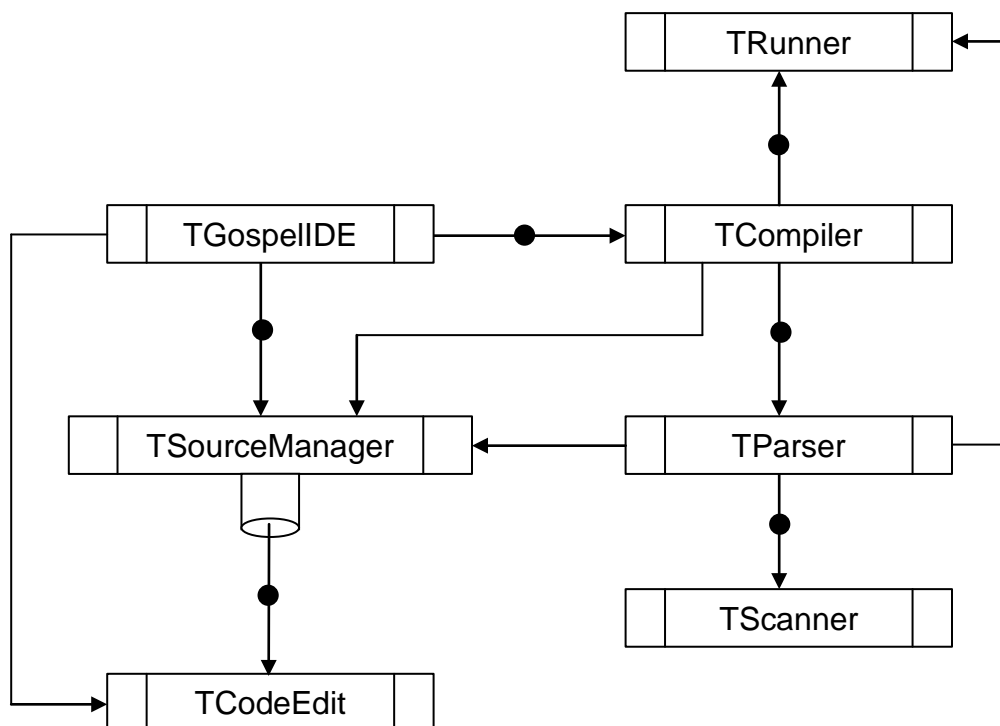 TRunner
TGospelIDE
TCompiler
TSourceManager
TParser
TScanner
TCodeEdit